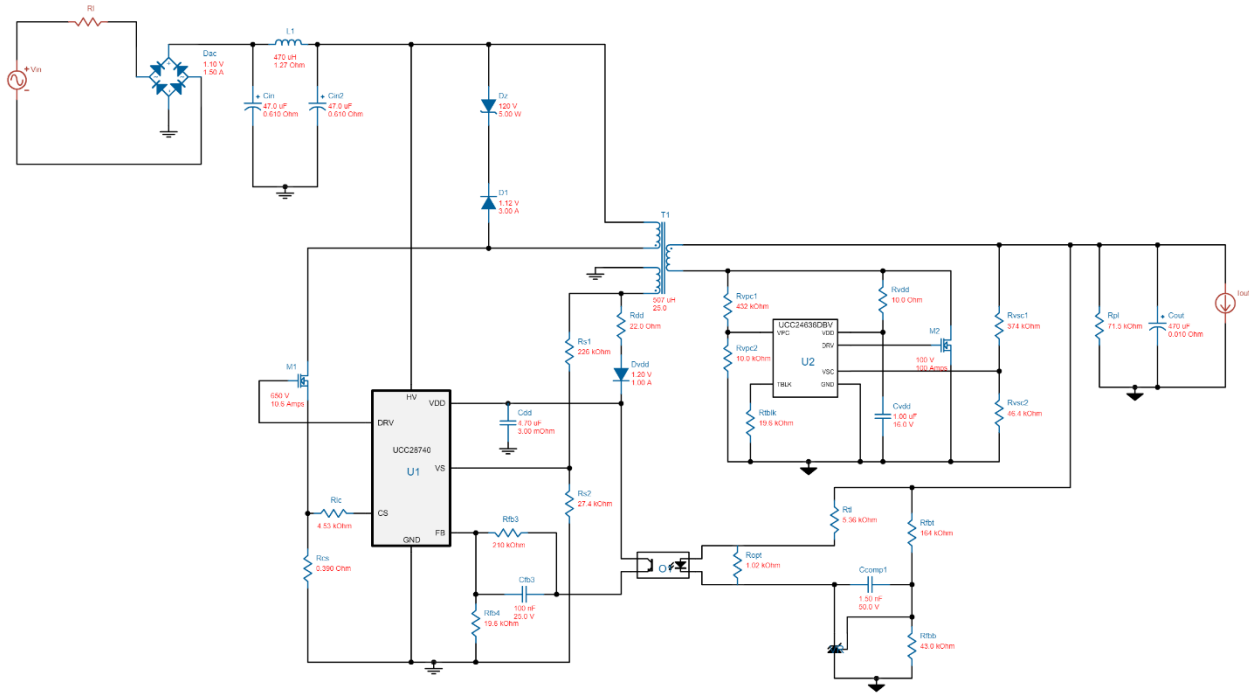 RI
Vin
Dac
1.10 V
1.50 A
L1
470 uH
1.27 Ohm
Cin
47.0 uF
0.610 Ohm
Cin2
47.0 uF
0.610 Ohm
Dz
120 V
5.00 W
D1
1.12 V
3.00 A
T1
507 uH
25.0
Rdd
22.0 Ohm
Rs1
226 kOhm
Dvdd
1.20 V
1.00 A
M1
650 V
10.6 Amps
HV
VDD
DRV
UCC28740
U1
VS
CS
FB
GND
Cdd
4.70 uF
3.00 mOhm
Rlc
4.53 kOhm
Rcs
0.390 Ohm
Rs2
27.4 kOhm
Rfb3
210 kOhm
Cfb3
100 nF
25.0 V
Rfb4
19.6 kOhm
O
Rvpc1
432 kOhm
Rvpc2
10.0 kOhm
UCC24636DBV
VPC
VDD
DRV
U2
VSC
TBLK
GND
Rtblk
19.6 kOhm
Rvdd
10.0 Ohm
Cvdd
1.00 uF
16.0 V
M2
100 V
100 Amps
Rvsc1
374 kOhm
Rvsc2
46.4 kOhm
Rpl
71.5 kOhm
Cout
470 uF
0.010 Ohm
Iout
Rtl
5.36 kOhm
Rfbt
164 kOhm
Ropt
1.02 kOhm
Ccomp1
1.50 nF
50.0 V
Rfbb
43.0 kOhm